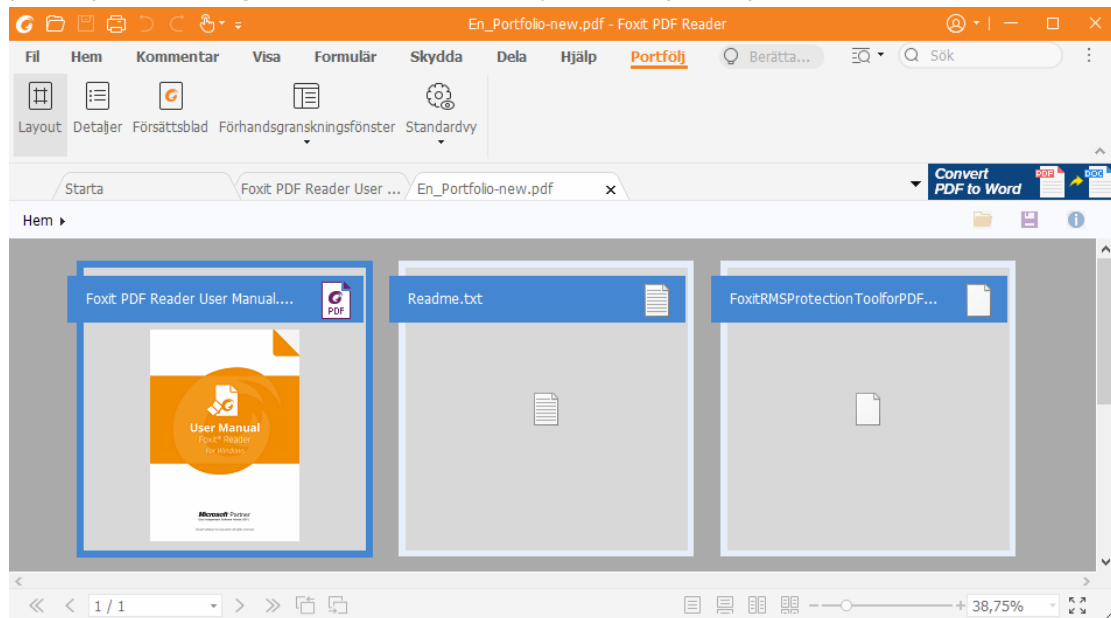 En_Portfolio-new.pdf - Foxit PDF Reader
Fil Hem Kommentar Visa Formulär Skydda Dela Hjälp Portfölj Berätta... Sök
Layout Detaljer Försättsblad Förhandsgranskningsfönster Standardvy
Starta Foxit PDF Reader User ... En_Portfolio-new.pdf
Convert
PDF to Word
PDF DOC
Hem
Foxit PDF Reader User Manual....
PDF
Readme.txt
FoxitRMSProtectionToolforPDF...
User Manual
Foxit® Reader
For Windows
Microsoft Partner
1 / 1
38,75%